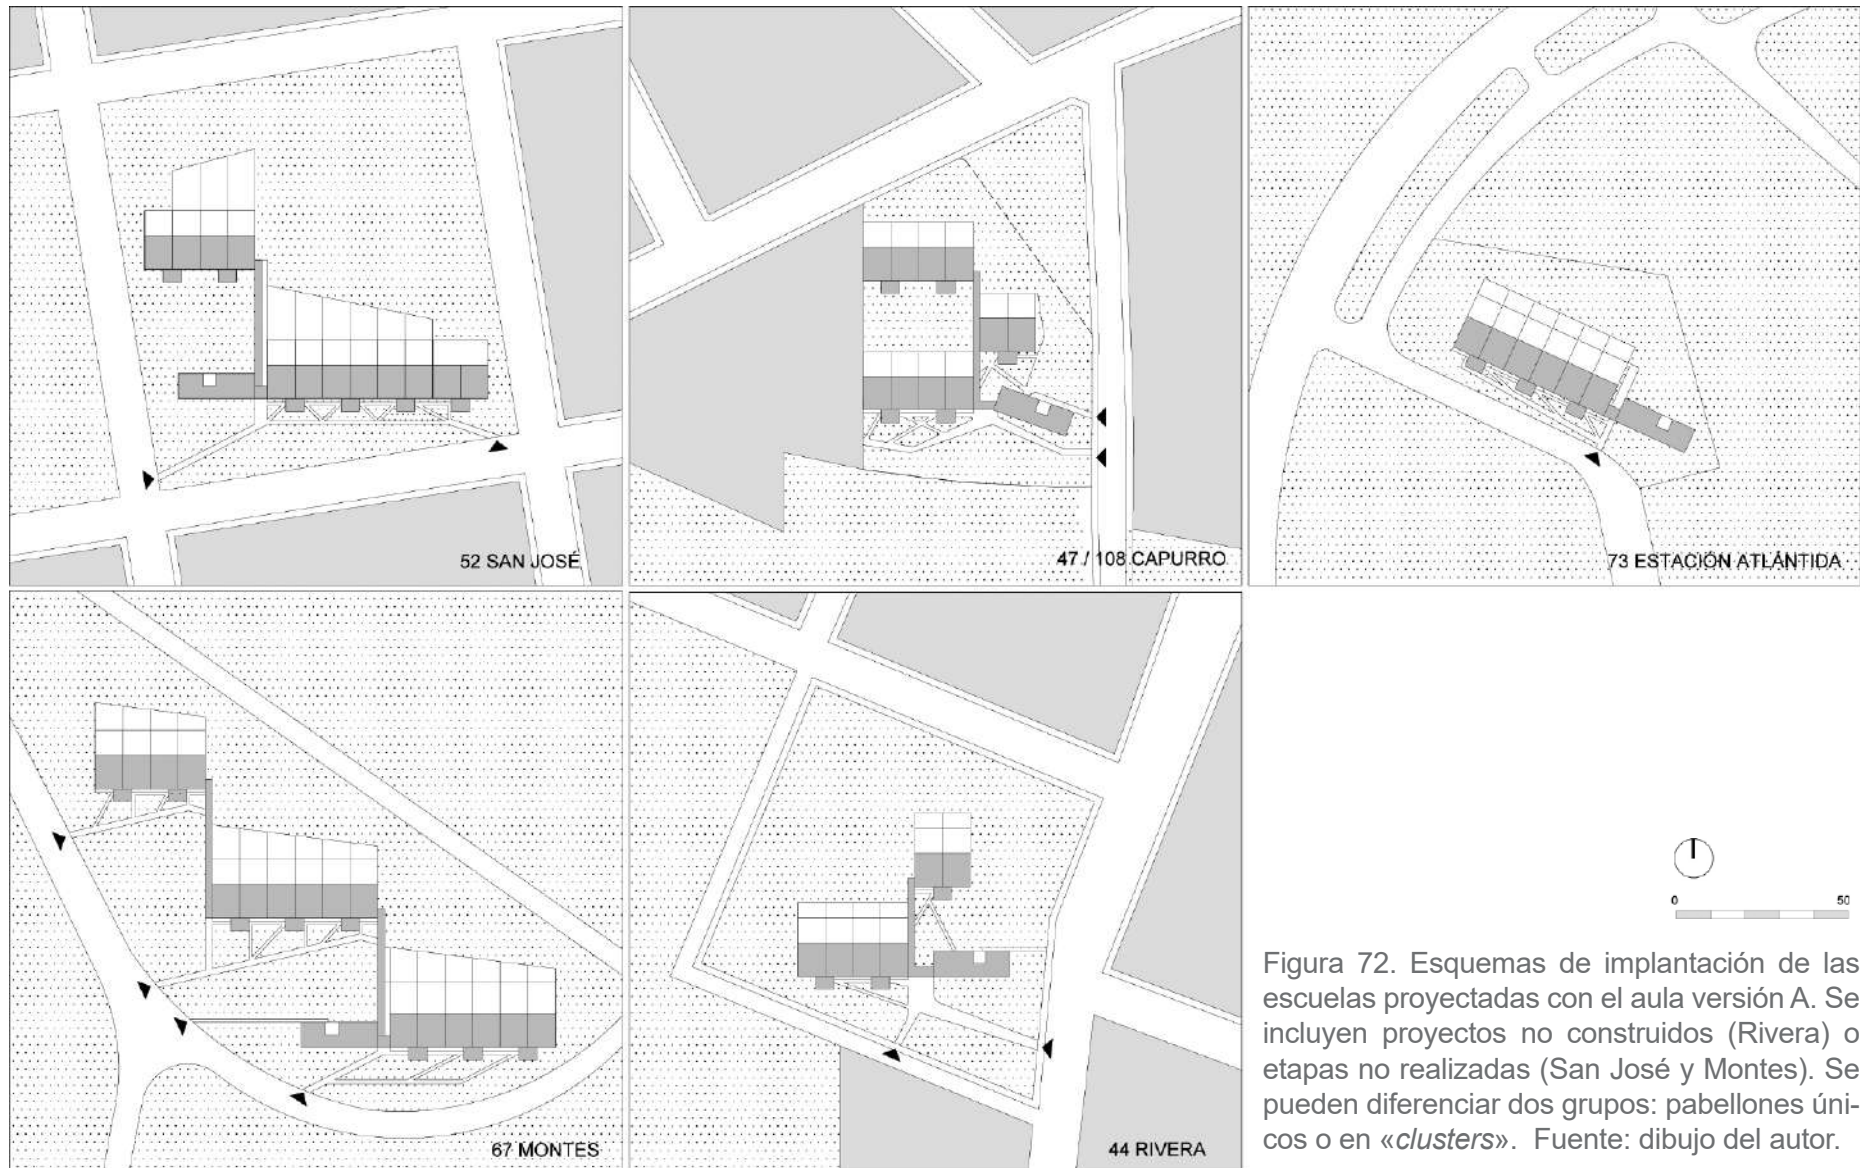 52 SAN JOSÉ
47 / 108 CAPURRO
73 ESTACIÓN ATLÁNTIDA
67 MONTES
44 RIVERA
0 50
Figura 72. Esquemas de implantación de las
escuelas proyectadas con el aula versión A. Se
incluyen proyectos no construidos (Rivera) o
etapas no realizadas (San José y Montes). Se
pueden diferenciar dos grupos: pabellones úni-
cos o en «clusters». Fuente: dibujo del autor.